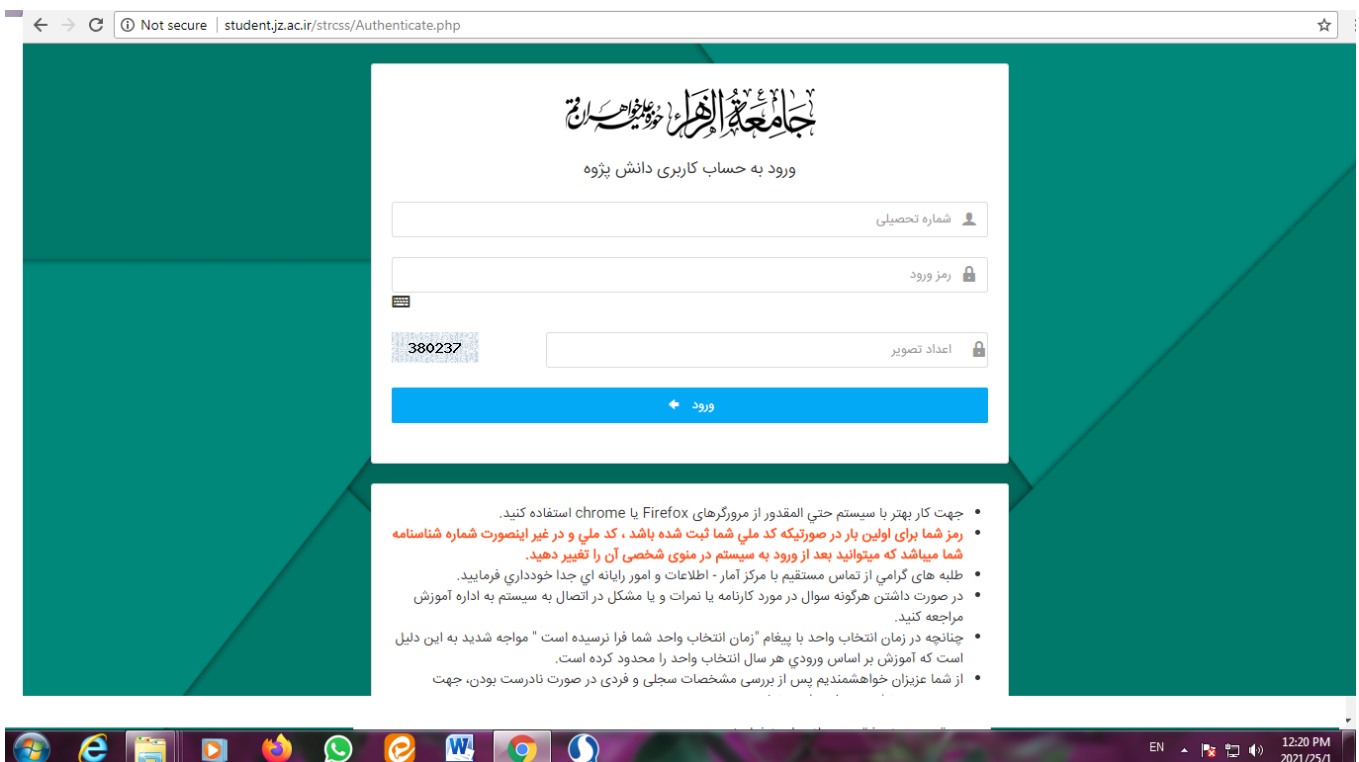 Not secure | student.jz.ac.ir/strcss/Authenticate.php
جامعة الزهراء حوزه علمیه خواهران قم
ورود به حساب کاربری دانش پژوه
شماره تحصیلی
رمز ورود
380237 اعداد تصویر
ورود
جهت کار بهتر با سیستم حتي المقدور از مرورگرهای Firefox یا chrome استفاده کنید.
رمز شما برای اولین بار در صورتیکه کد ملي شما ثبت شده باشد ، کد ملي و در غیر اینصورت شماره شناسنامه
شما میباشد که میتوانید بعد از ورود به سیستم در منوی شخصی آن را تغییر دهید.
طلبه های گرامي از تماس مستقیم با مرکز آمار - اطلاعات و امور رایانه اي جدا خودداري فرمایید.
در صورت داشتن هرگونه سوال در مورد کارنامه یا نمرات و یا مشکل در اتصال به سیستم به اداره آموزش
مراجعه کنید.
چنانچه در زمان انتخاب واحد با پیغام "زمان انتخاب واحد شما فرا نرسیده است " مواجه شدید به این دلیل
است که آموزش بر اساس ورودي هر سال انتخاب واحد را محدود کرده است.
از شما عزیزان خواهشمندیم پس از بررسی مشخصات سجلی و فردی در صورت نادرست بودن، جهت
EN 12:20 PM
2021/25/1